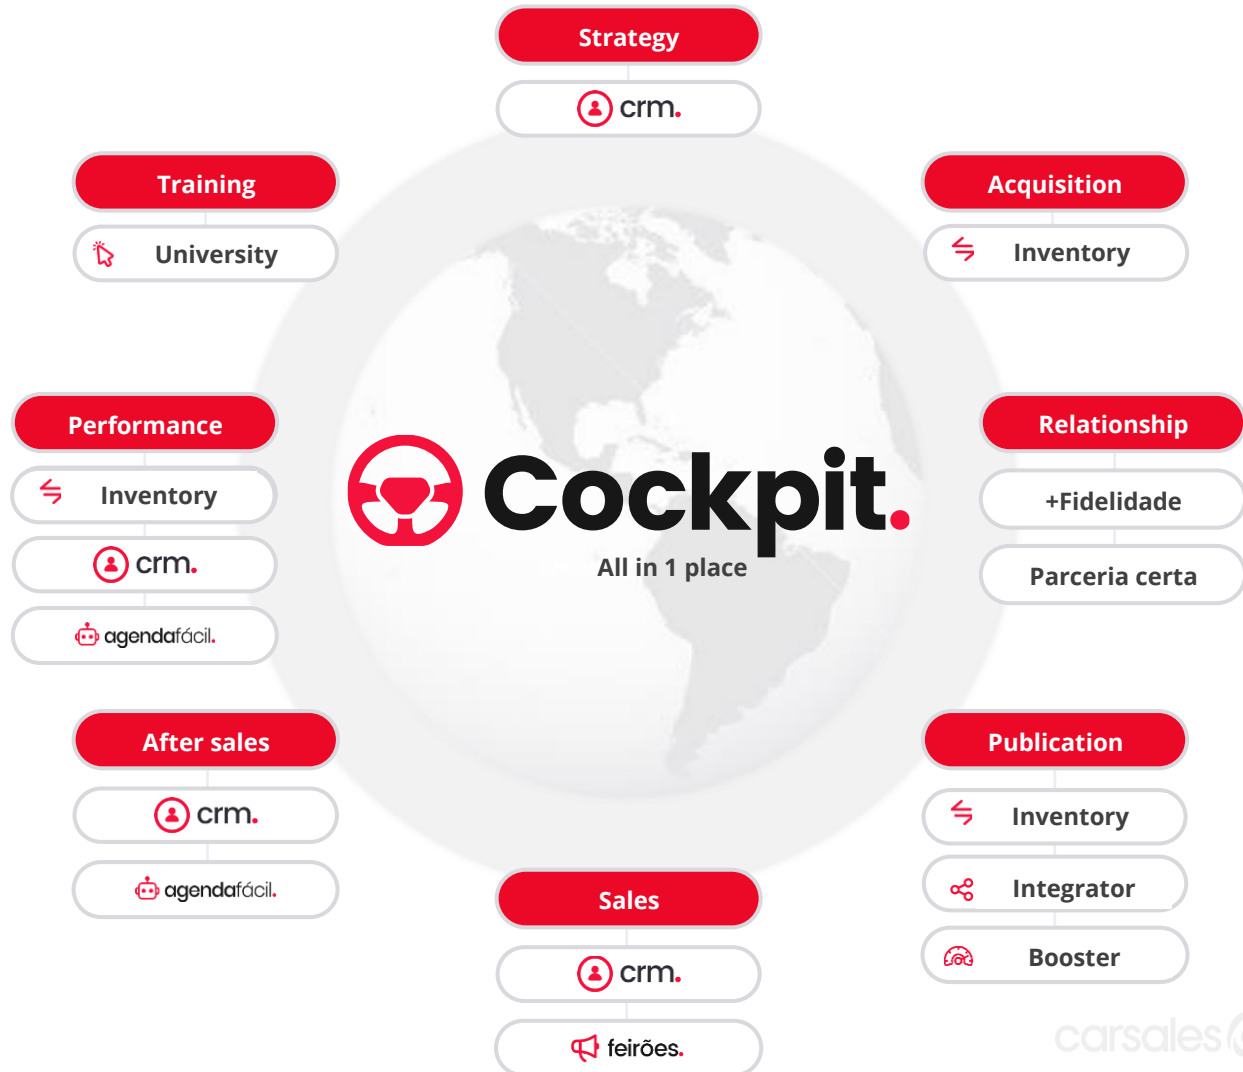 Strategy
crm.
Training
University
Acquisition
Inventory
Performance
Inventory
crm.
agendafácil.
Cockpit.
All in 1 place
Relationship
+Fidelidade
Parceria certa
After sales
crm.
agendafácil.
Sales
crm.
feirões.
Publication
Inventory
Integrator
Booster
carsales